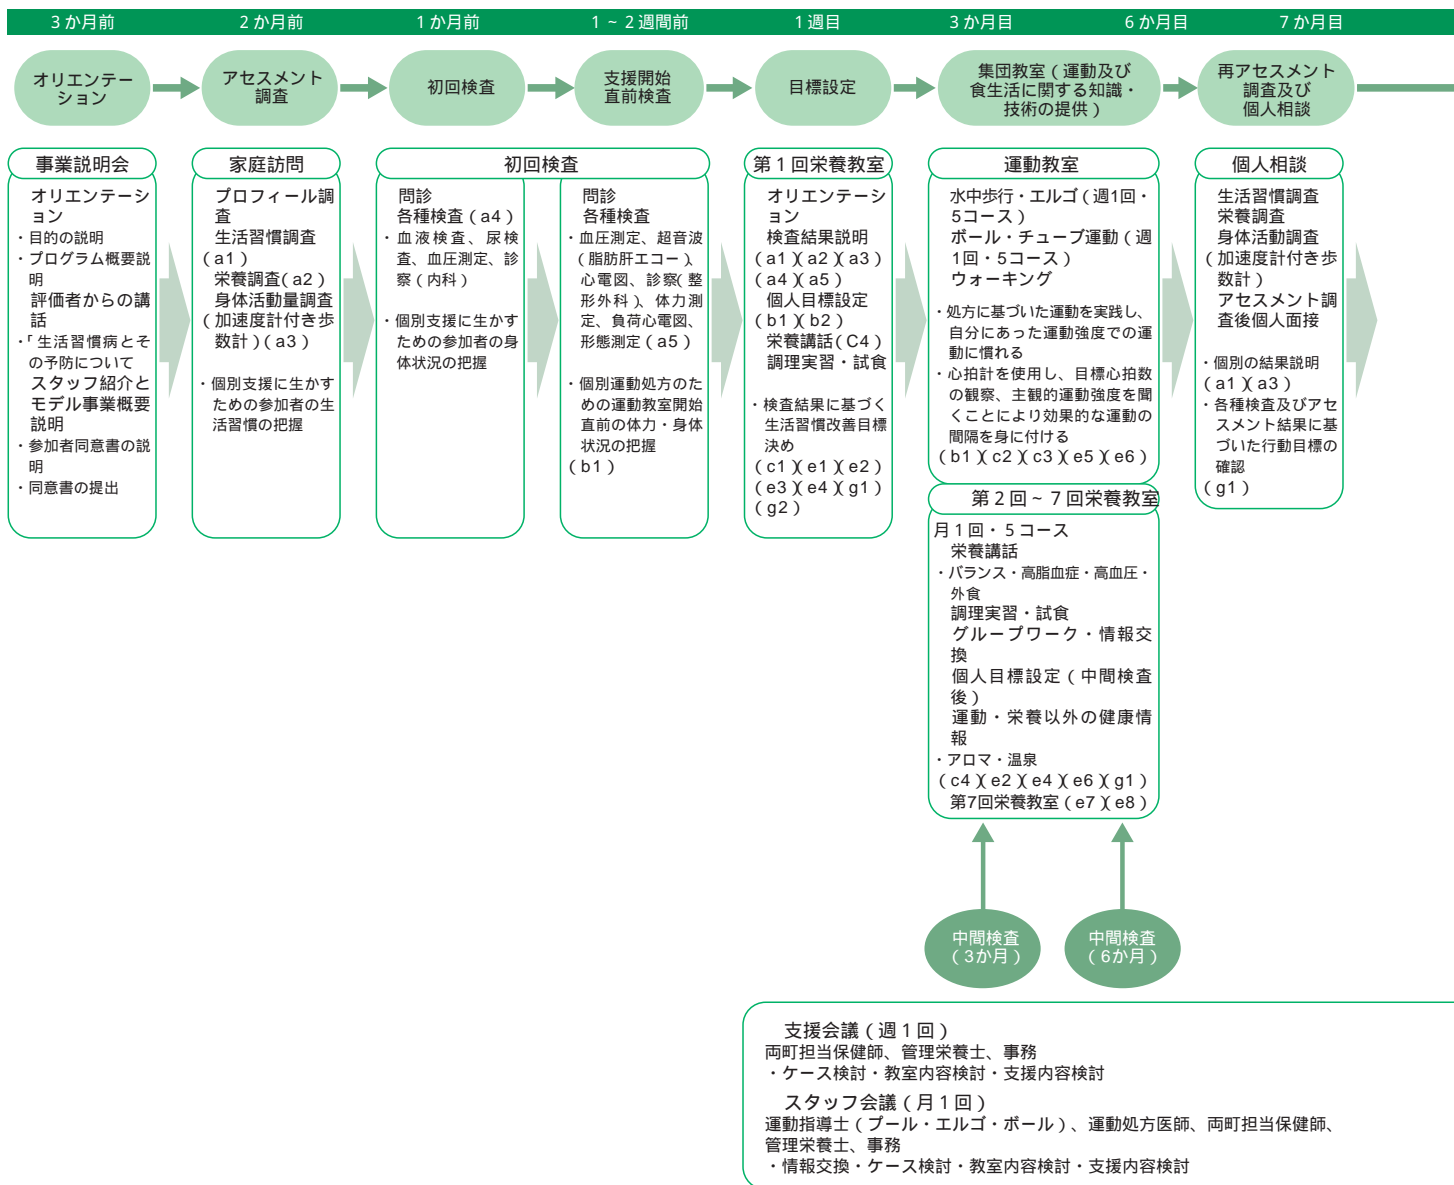 3か月前
2か月前
1か月前
1~2週間前
1週目
3か月目
6か月目
7か月目
オリエンテー
ション
アセスメント
調査
初回検査
支援開始
直前検査
目標設定
集団教室(運動及び
食生活に関する知識・
技術の提供)
再アセスメント
調査及び
個人相談
事業説明会
オリエンテーシ
ョン
・目的の説明
・プログラム概要説
明
評価者からの講
話
・「生活習慣病とそ
の予防について
スタッフ紹介と
モデル事業概要
説明
・参加者同意書の説
明
・同意書の提出
家庭訪問
プロフィール調
査
生活習慣調査
(a1)
栄養調査(a2)
身体活動量調査
(加速度計付き歩
数計)(a3)
・個別支援に生かす
ための参加者の生
活習慣の把握
初回検査
問診
各種検査(a4)
・血液検査、尿検
査、血圧測定、診
察(内科)
・個別支援に生かす
ための参加者の身
体状況の把握
問診
各種検査
・血圧測定、超音波
(脂肪肝エコー)、
心電図、診察(整
形外科)、体力測
定、負荷心電図、
形態測定(a5)
・個別運動処方のた
めの運動教室開始
直前の体力・身体
状況の把握
(b1)
第1回栄養教室
オリエンテーシ
ョン
検査結果説明
(a1)(a2)(a3)
(a4)(a5)
個人目標設定
(b1)(b2)
栄養講話(C4)
調理実習・試食
・検査結果に基づく
生活習慣改善目標
決め
(c1)(e1)(e2)
(e3)(e4)(g1)
(g2)
運動教室
水中歩行・エルゴ(週1回・
5コース)
ボール・チューブ運動(週
1回・5コース)
ウォーキング
・処方に基づいた運動を実践し、
自分にあった運動強度での運
動に慣れる
・心拍計を使用し、目標心拍数
の観察、主観的運動強度を聞
くことにより効果的な運動の
間隔を身に付ける
(b1)(c2)(c3)(e5)(e6)
第2回~7回栄養教室
月1回・5コース
栄養講話
・バランス・高脂血症・高血圧・
外食
調理実習・試食
グループワーク・情報交
換
個人目標設定(中間検査
後)
運動・栄養以外の健康情
報
・アロマ・温泉
(c4)(e2)(e4)(e6)(g1)
第7回栄養教室(e7)(e8)
個人相談
生活習慣調査
栄養調査
身体活動調査
(加速度計付き歩
数計)
アセスメント調
査後個人面接
・個別の結果説明
(a1)(a3)
・各種検査及びアセ
スメント結果に基
づいた行動目標の
確認
(g1)
中間検査
(3か月)
中間検査
(6か月)
支援会議(週1回)
両町担当保健師、管理栄養士、事務
・ケース検討・教室内容検討・支援内容検討
スタッフ会議(月1回)
運動指導士(プール・エルゴ・ボール)、運動処方医師、両町担当保健師、
管理栄養士、事務
・情報交換・ケース検討・教室内容検討・支援内容検討